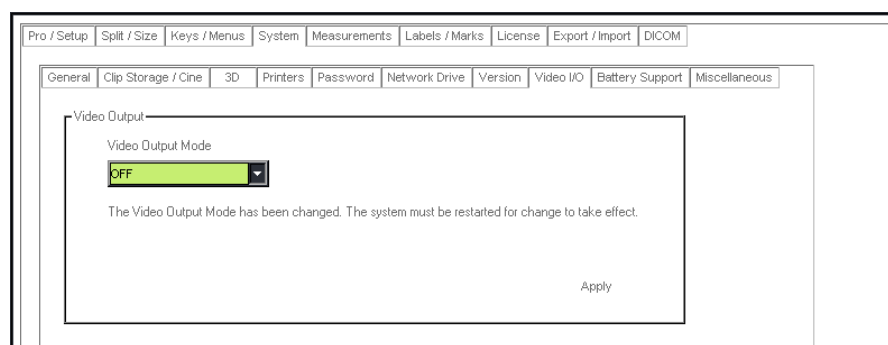 Pro / Setup Split / Size Keys / Menus System Measurements Labels / Marks License Export / Import DICOM
General Clip Storage / Cine 3D Printers Password Network Drive Version Video I/O Battery Support Miscellaneous
Video Output
Video Output Mode
OFF
The Video Output Mode has been changed. The system must be restarted for change to take effect.
Apply